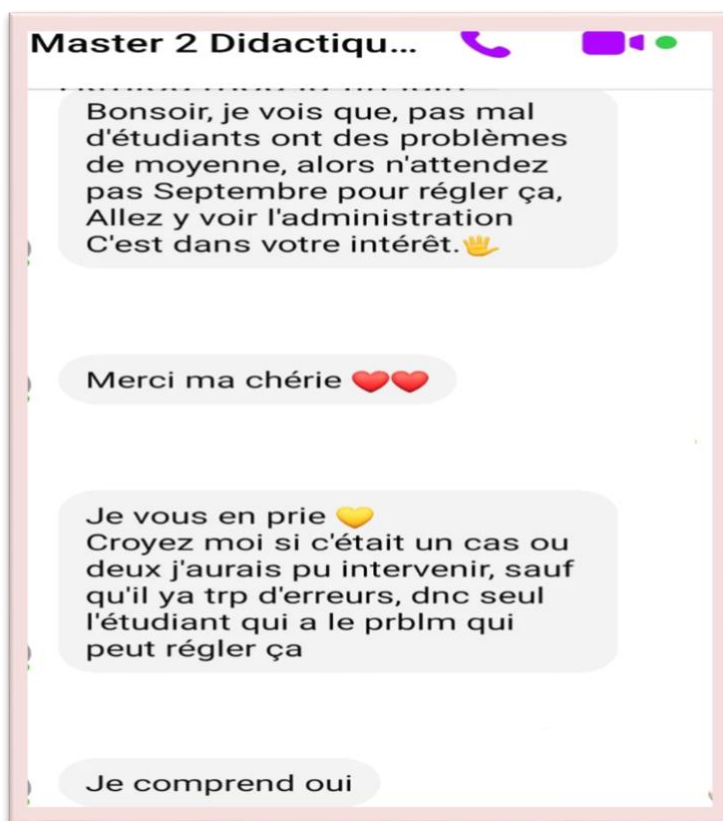 Master 2 Didactiqu...
Bonsoir, je vois que, pas mal
d'étudiants ont des problèmes
de moyenne, alors n'attendez
pas Septembre pour régler ça,
Allez y voir l'administration
C'est dans votre intérêt.🖐️
Merci ma chérie ❤️❤️
Je vous en prie 💛
Croyez moi si c'était un cas ou
deux j'aurais pu intervenir, sauf
qu'il ya trp d'erreurs, dnc seul
l'étudiant qui a le prblm qui
peut régler ça
Je comprend oui